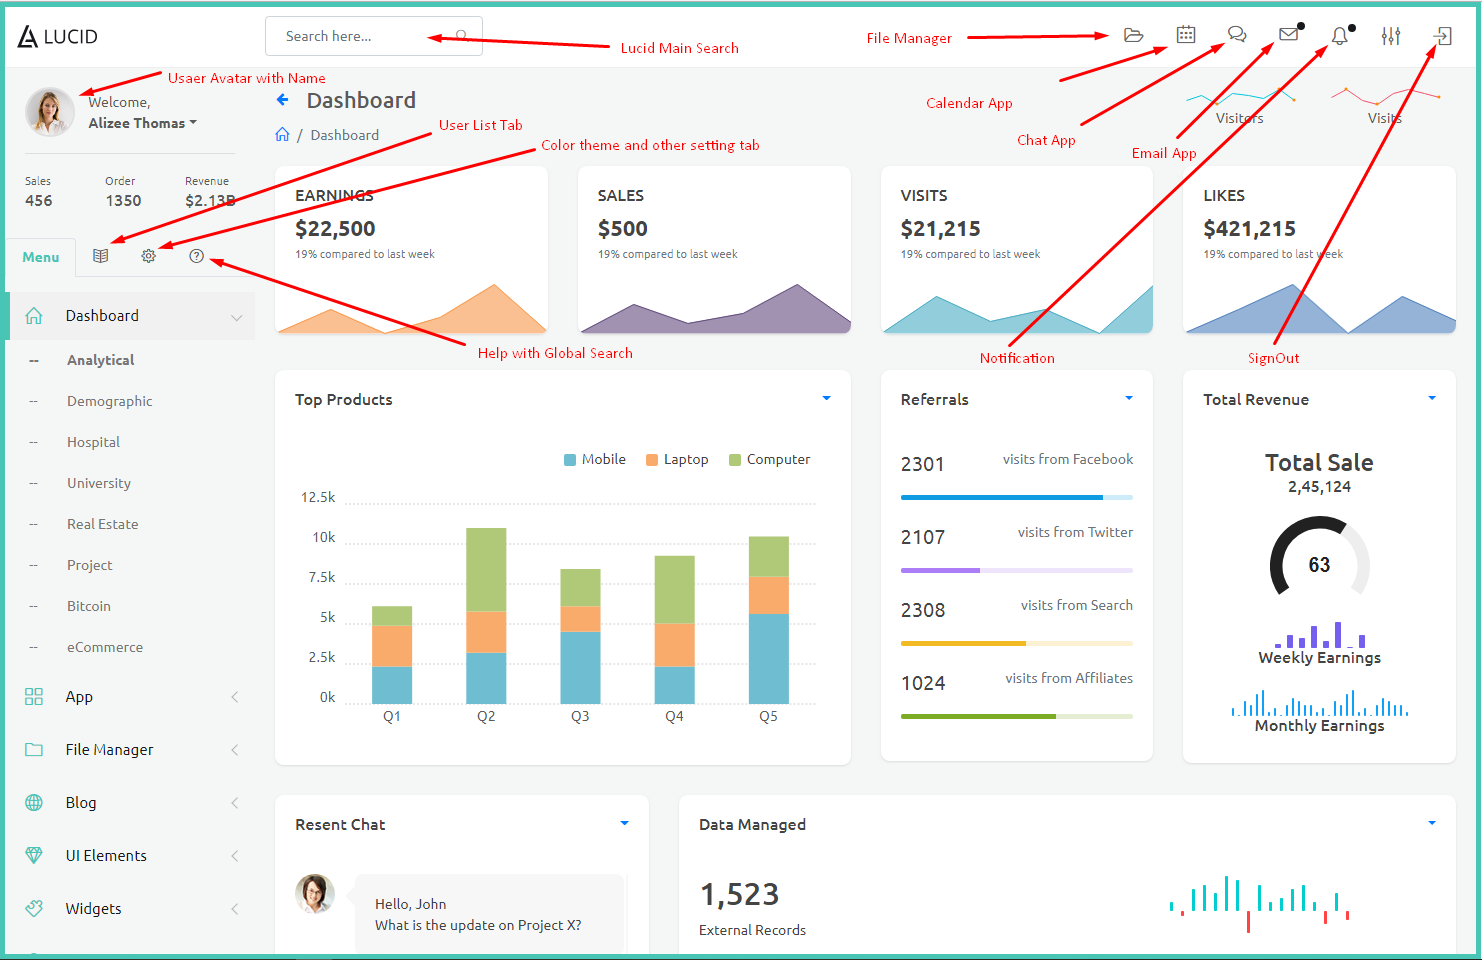 LUCID
Search here...
Lucid Main Search
File Manager
Usaer Avatar with Name
Welcome,
Alizee Thomas
Dashboard
Dashboard
/
User List Tab
Color theme and other setting tab
Calendar App
Chat App
Email App
Visitors
Visits
Sales
Order
Revenue
456
1350
$2.13B
Menu
EARNINGS
$22,500
19% compared to last week
SALES
$500
19% compared to last week
VISITS
$21,215
19% compared to last week
LIKES
$421,215
19% compared to last week
Help with Global Search
Notification
SignOut
Dashboard
-- Analytical
-- Demographic
-- Hospital
-- University
-- Real Estate
-- Project
-- Bitcoin
-- eCommerce
App
File Manager
Blog
UI Elements
Widgets
Top Products
Mobile
Laptop
Computer
12.5k
10k
7.5k
5k
2.5k
0k
Q1
Q2
Q3
Q4
Q5
Referrals
2301
visits from Facebook
2107
visits from Twitter
2308
visits from Search
1024
visits from Affiliates
Total Revenue
Total Sale
2,45,124
63
Weekly Earnings
Monthly Earnings
Resent Chat
Hello, John
What is the update on Project X?
Data Managed
1,523
External Records